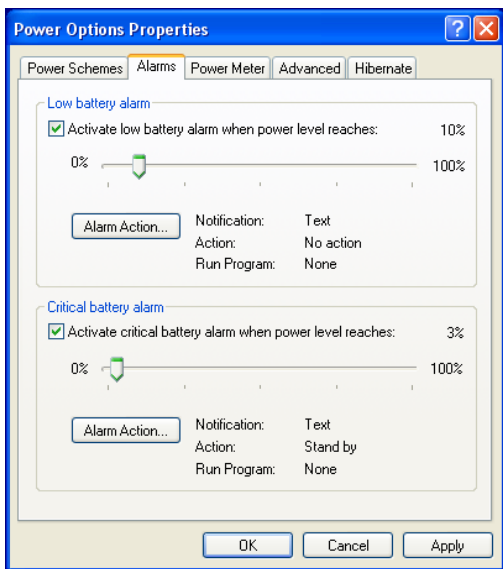 Power Options Properties
Power Schemes Alarms Power Meter Advanced Hibernate
Low battery alarm
Activate low battery alarm when power level reaches: 10%
0% 100%
Alarm Action... Notification: Text
Action: No action
Run Program: None
Critical battery alarm
Activate critical battery alarm when power level reaches: 3%
0% 100%
Alarm Action... Notification: Text
Action: Stand by
Run Program: None
OK Cancel Apply